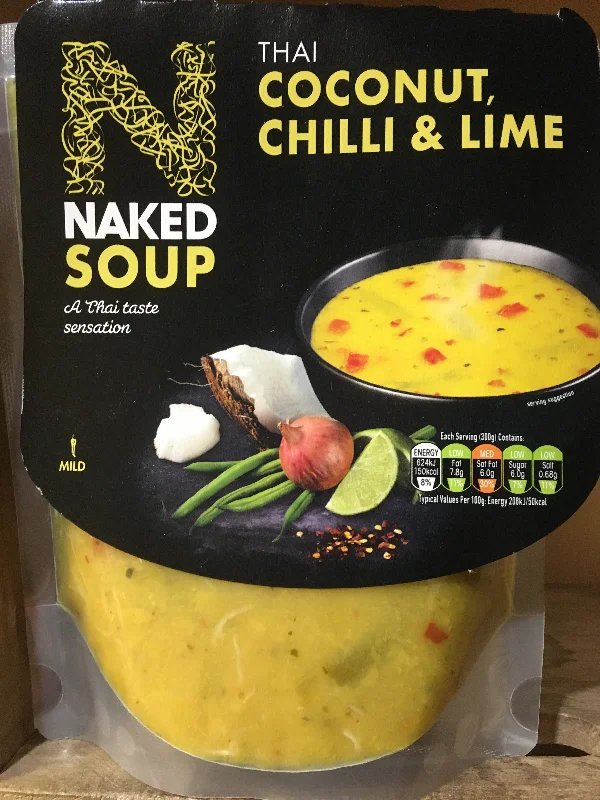 N
THAI
COCONUT,
CHILLI & LIME
NAKED
SOUP
A Thai taste
sensation
serving suggestion
MILD
Each Serving (300g) Contains:
ENERGY LOW MED LOW LOW
624kJ Fat Sat Fat Sugar Salt
150kcal 7.8g 6.0g 6.0g 0.68g
8% 11% 30% 7% 11%
Typical Values Per 100g: Energy 208kJ/50kcal